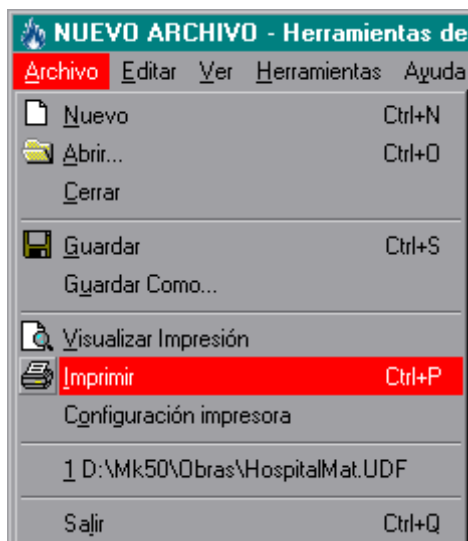 NUEVO ARCHIVO - Herramientas de
Archivo Editar Ver Herramientas Ayuda
Nuevo Ctrl+N
Abrir... Ctrl+O
Cerrar
Guardar Ctrl+S
Guardar Como...
Visualizar Impresión
Imprimir Ctrl+P
Configuración impresora
1 D:\Mk50\Obras\HospitalMat.UDF
Salir Ctrl+Q